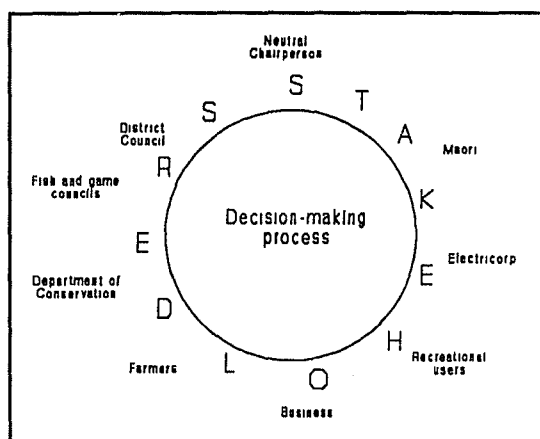 Neutral
Chairperson
S
T
A
K
E
H
O
L
D
E
R
S
Maori
Electricorp
Recreational
users
Business
Farmers
Department of
Conservation
Fish and game
councils
District
Council
Decision-making
process